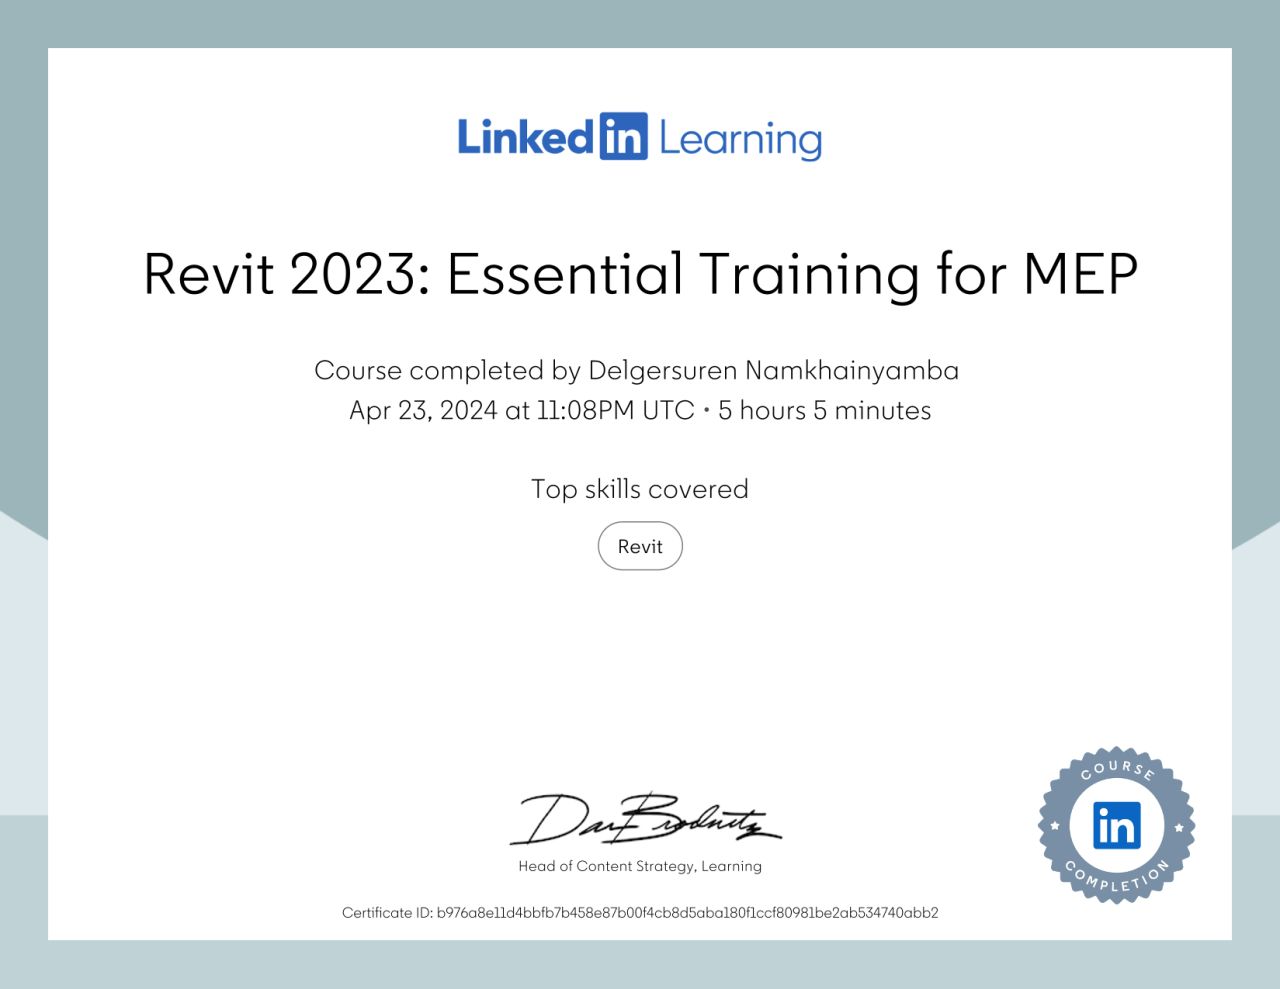 LinkedIn Learning
Revit 2023: Essential Training for MEP
Course completed by Delgersuren Namkhainyamba
Apr 23, 2024 at 11:08PM UTC • 5 hours 5 minutes
Top skills covered
Revit
Dan Brodnitz
Head of Content Strategy, Learning
Certificate ID: b976a8e11d4bbfb7b458e87b00f4cb8d5aba180f1ccf80981be2ab534740abb2
COURSE
in
COMPLETION